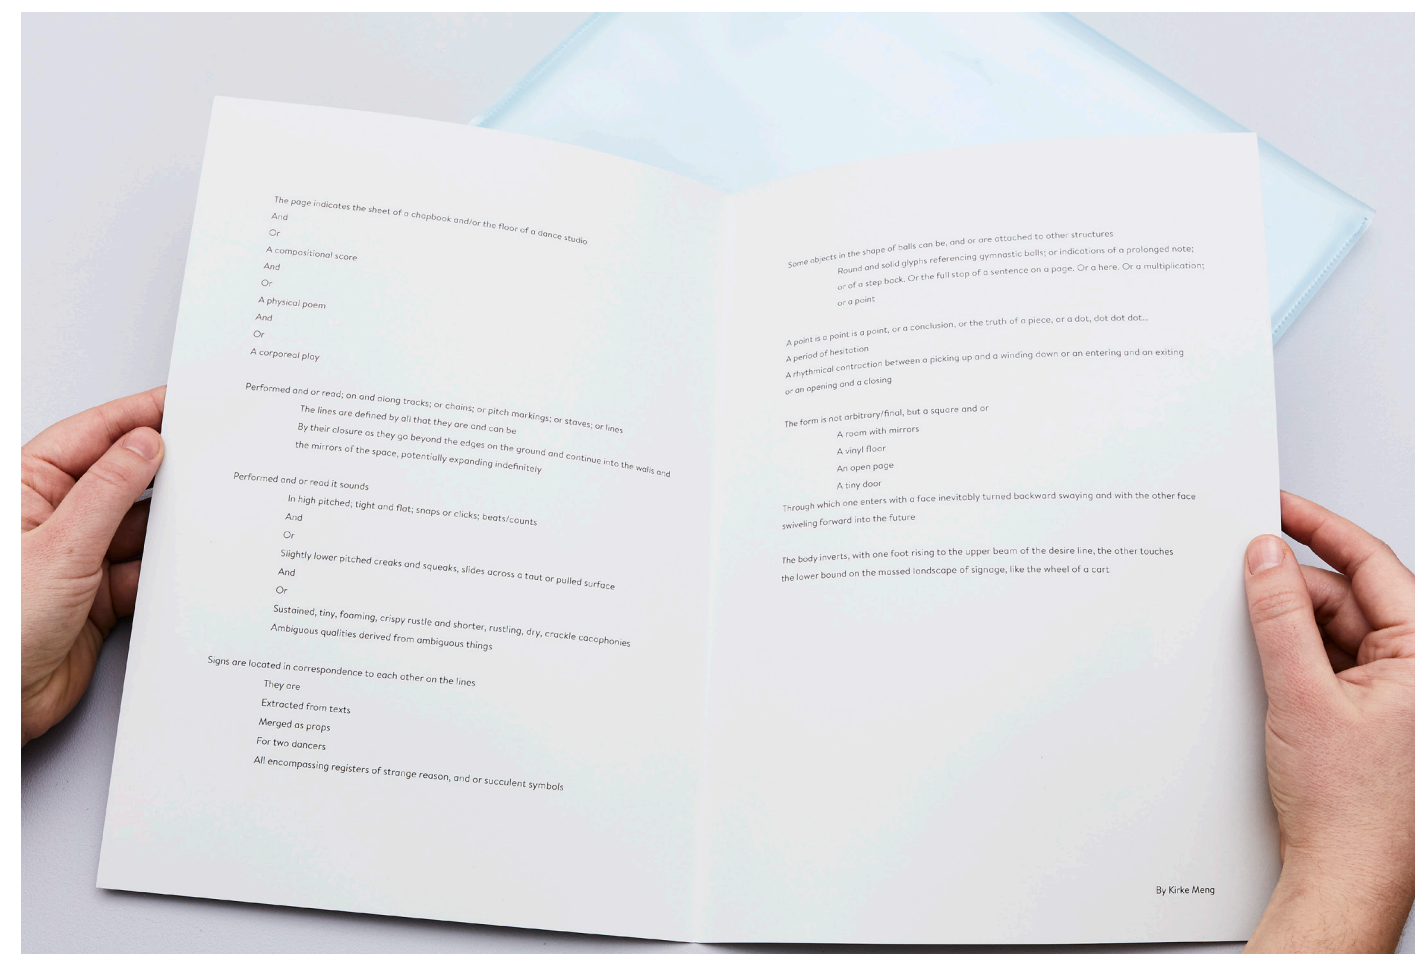 The page indicates the sheet of a chapbook and/or the floor of a dance studio
And
Or
A compositional score
And
Or
A physical poem
And
Or
A corporeal play
Performed and or read; on and along tracks; or chains; or pitch markings; or staves; or lines
The lines are defined by all that they are and can be
By their closure as they go beyond the edges on the ground and continue into the walls and
the mirrors of the space, potentially expanding indefinitely
Performed and or read it sounds
In high pitched; tight and flat; snaps or clicks; beats/counts
And
Or
Slightly lower pitched creaks and squeaks, slides across a taut or pulled surface
And
Or
Sustained, tiny, foaming, crispy rustle and shorter, rustling, dry, crackle cacophonies
Ambiguous qualities derived from ambiguous things
Signs are located in correspondence to each other on the lines
They are
Extracted from texts
Merged as props
For two dancers
All encompassing registers of strange reason, and or succulent symbols
Some objects in the shape of balls can be, and or are attached to other structures
Round and solid glyphs referencing gymnastic balls; or indications of a prolonged note;
or of a step back. Or the full stop of a sentence on a page. Or a here. Or a multiplication;
or a point
A point is a point is a point, or a conclusion, or the truth of a piece, or a dot, dot dot dot...
A period of hesitation
A rhythmical contraction between a picking up and a winding down or an entering and an exiting
or an opening and a closing
The form is not arbitrary/final, but a square and or
A room with mirrors
A vinyl floor
An open page
A tiny door
Through which one enters with a face inevitably turned backward swaying and with the other face
swiveling forward into the future
The body inverts, with one foot rising to the upper beam of the desire line, the other touches
the lower bound on the massed landscape of signage, like the wheel of a cart
By Kirke Meng